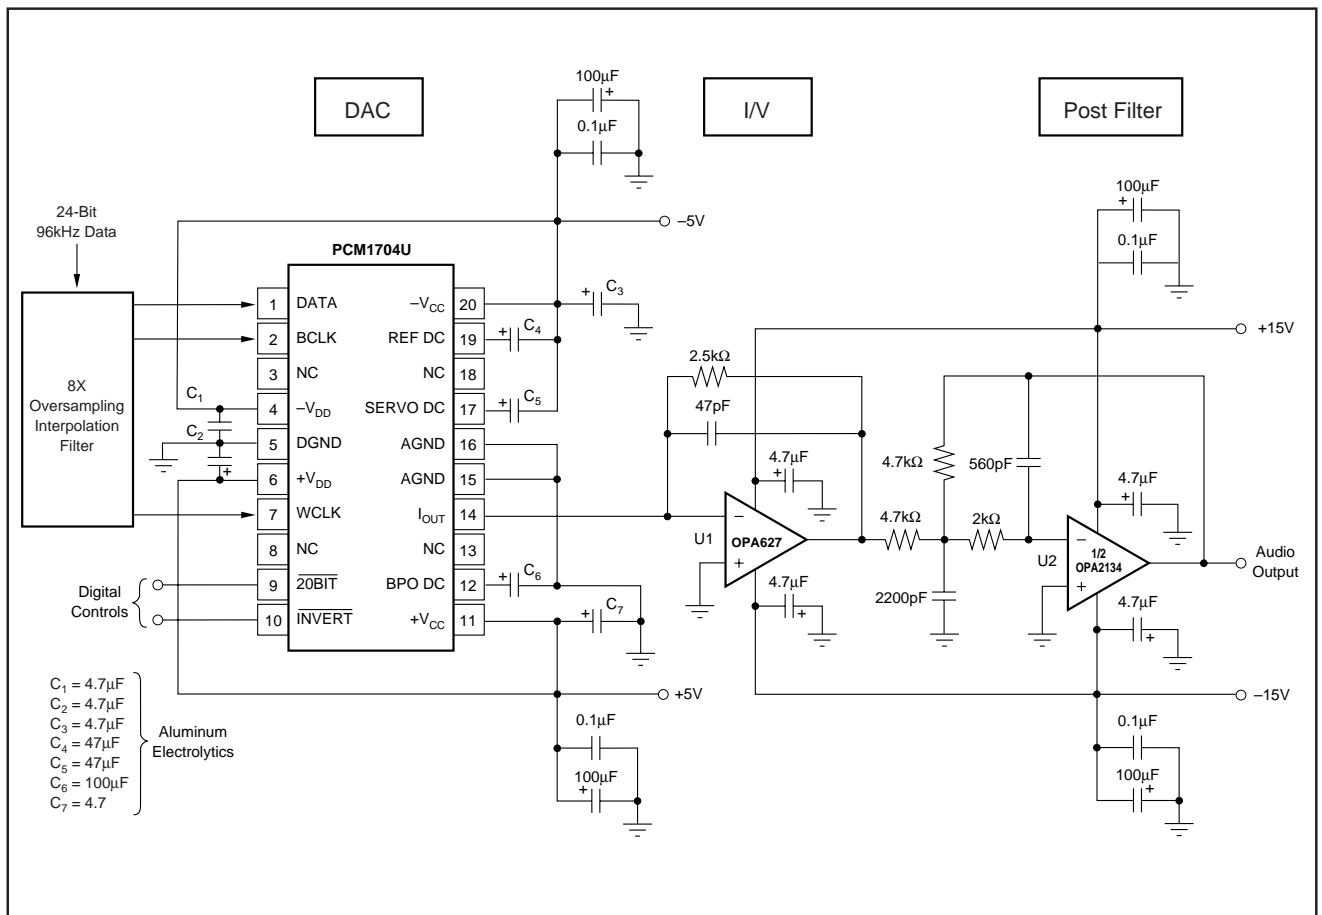 DAC
I/V
Post Filter
100µF
+
0.1µF
–5V
24-Bit
96kHz Data
8X
Oversampling
Interpolation
Filter
PCM1704U
1 DATA
2 BCLK
3 NC
4 –VDD
5 DGND
6 +VDD
7 WCLK
8 NC
9 20BIT
10 INVERT
–VCC 20
REF DC 19
NC 18
SERVO DC 17
AGND 16
AGND 15
IOUT 14
NC 13
BPO DC 12
+VCC 11
C1
C2
+
+ C3
+ C4
+ C5
+ C6
+ C7
Digital
Controls
+5V
0.1µF
100µF
+
C1 = 4.7µF
C2 = 4.7µF
C3 = 4.7µF
C4 = 47µF
C5 = 47µF
C6 = 100µF
C7 = 4.7
Aluminum
Electrolytics
2.5kΩ
47pF
4.7µF
+
U1
–
OPA627
+
4.7µF
+
4.7kΩ
4.7kΩ
2200pF
560pF
2kΩ
100µF
+
0.1µF
+15V
4.7µF
+
U2
–
1/2
OPA2134
+
Audio
Output
4.7µF
+
–15V
0.1µF
100µF
+